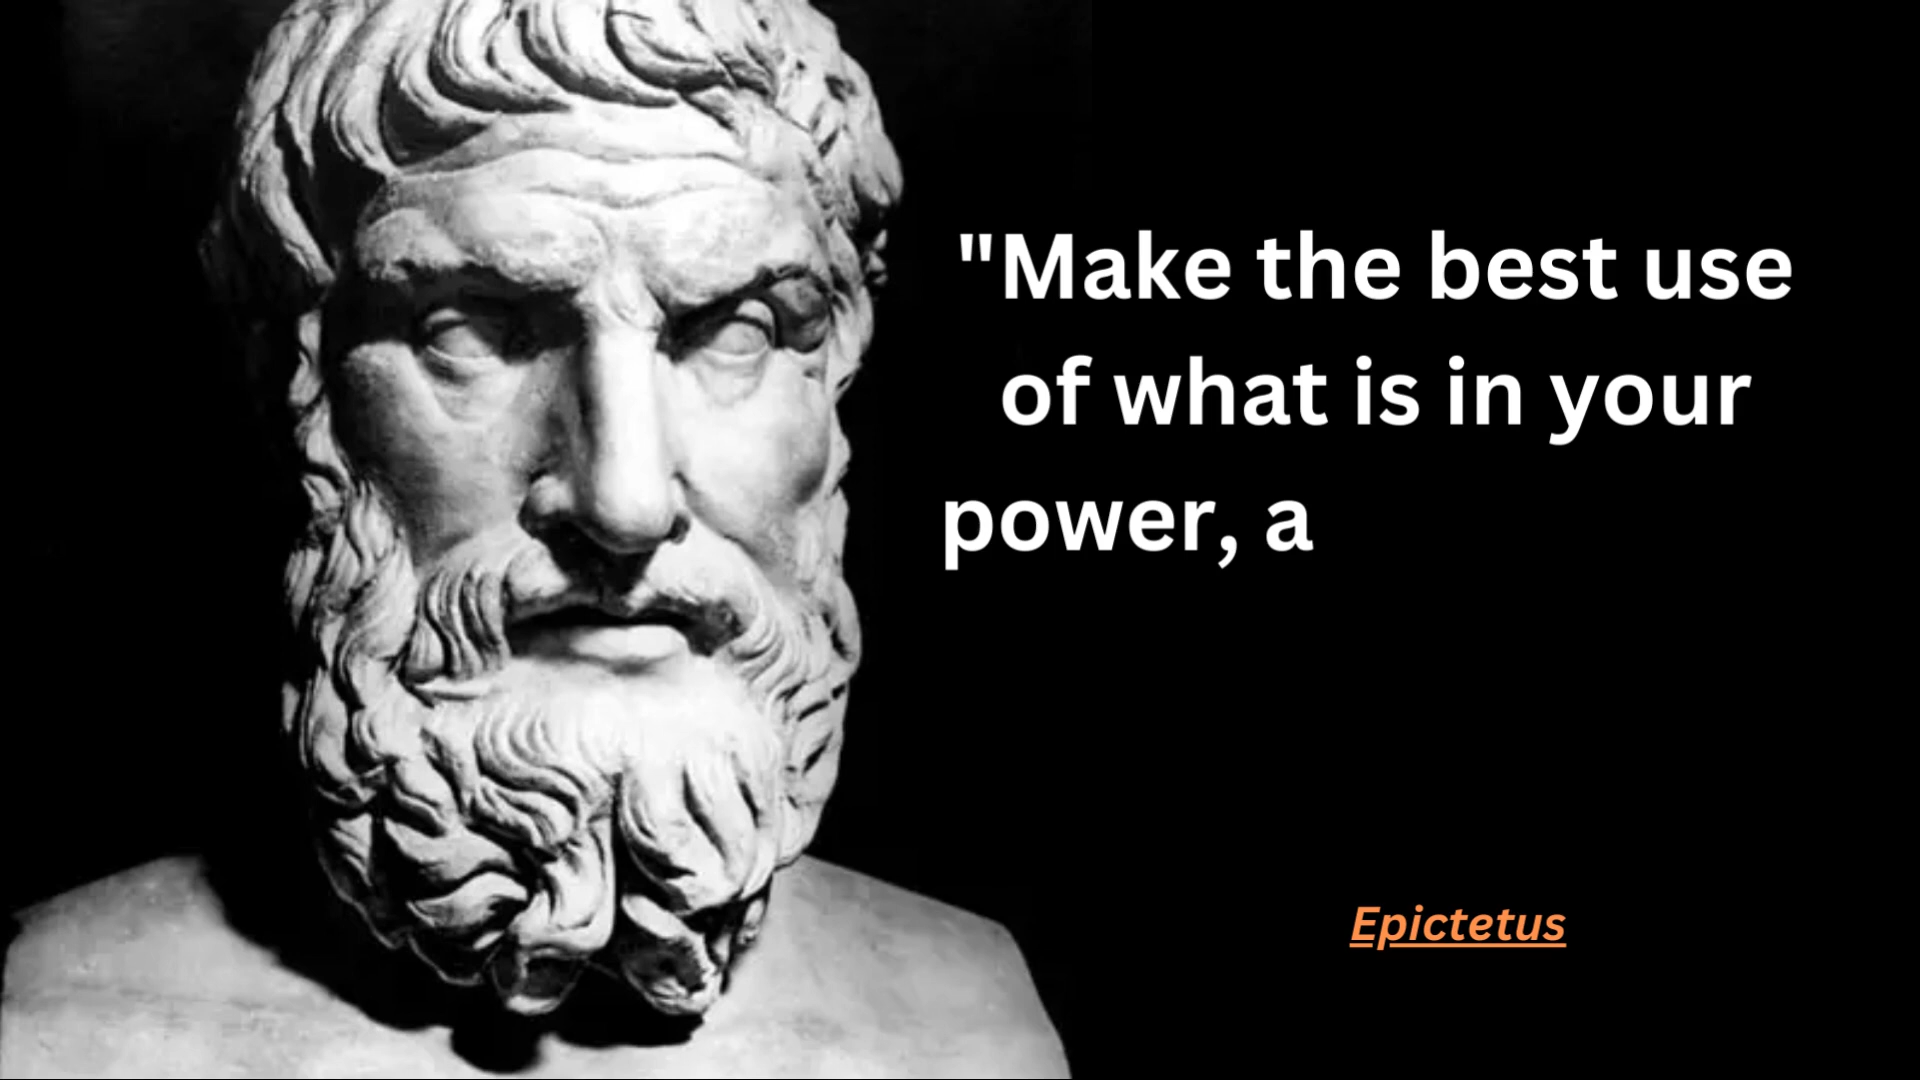 "Make the best use
of what is in your
power, a
Epictetus